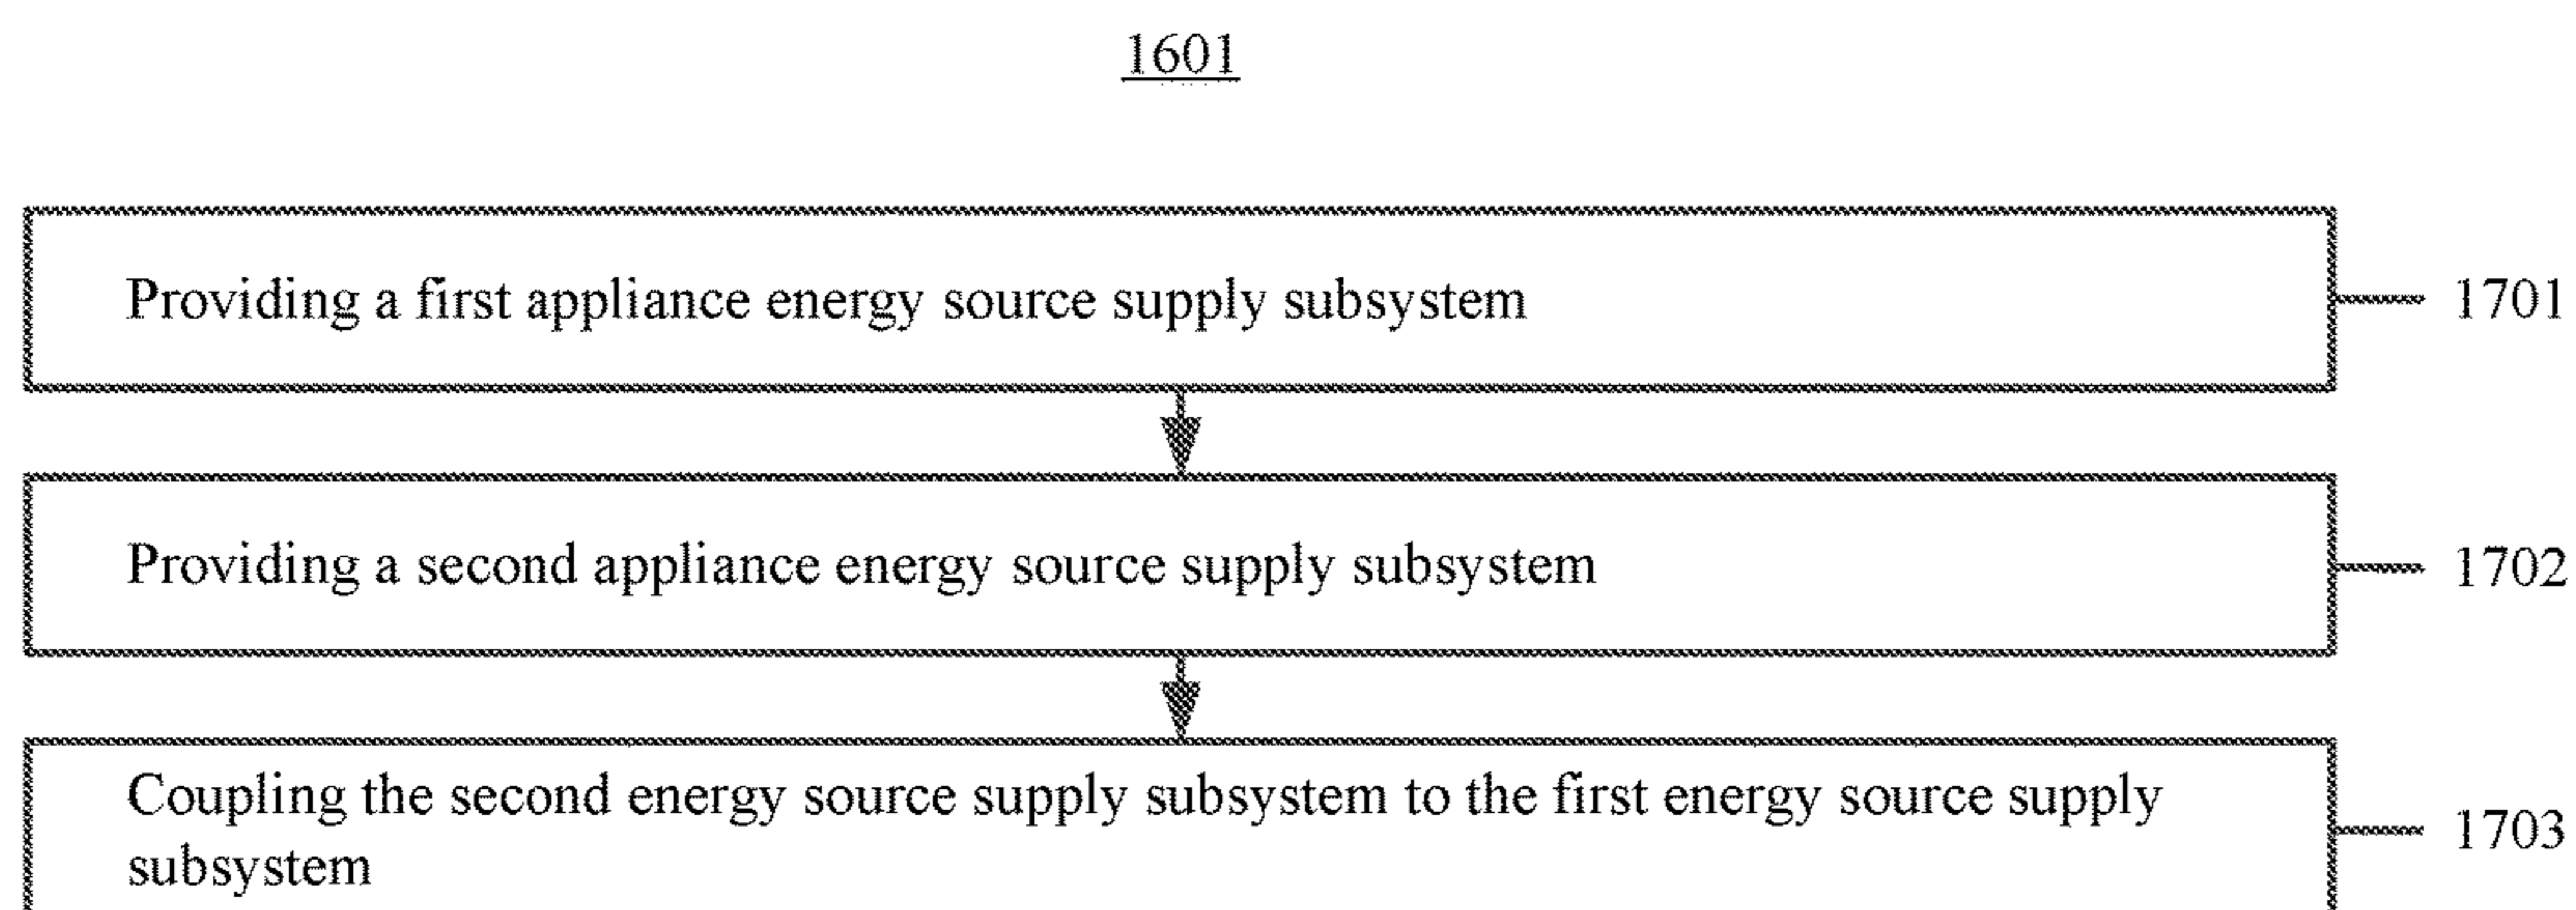 1601
Providing a first appliance energy source supply subsystem
1701
Providing a second appliance energy source supply subsystem
1702
Coupling the second energy source supply subsystem to the first energy source supply
subsystem
1703